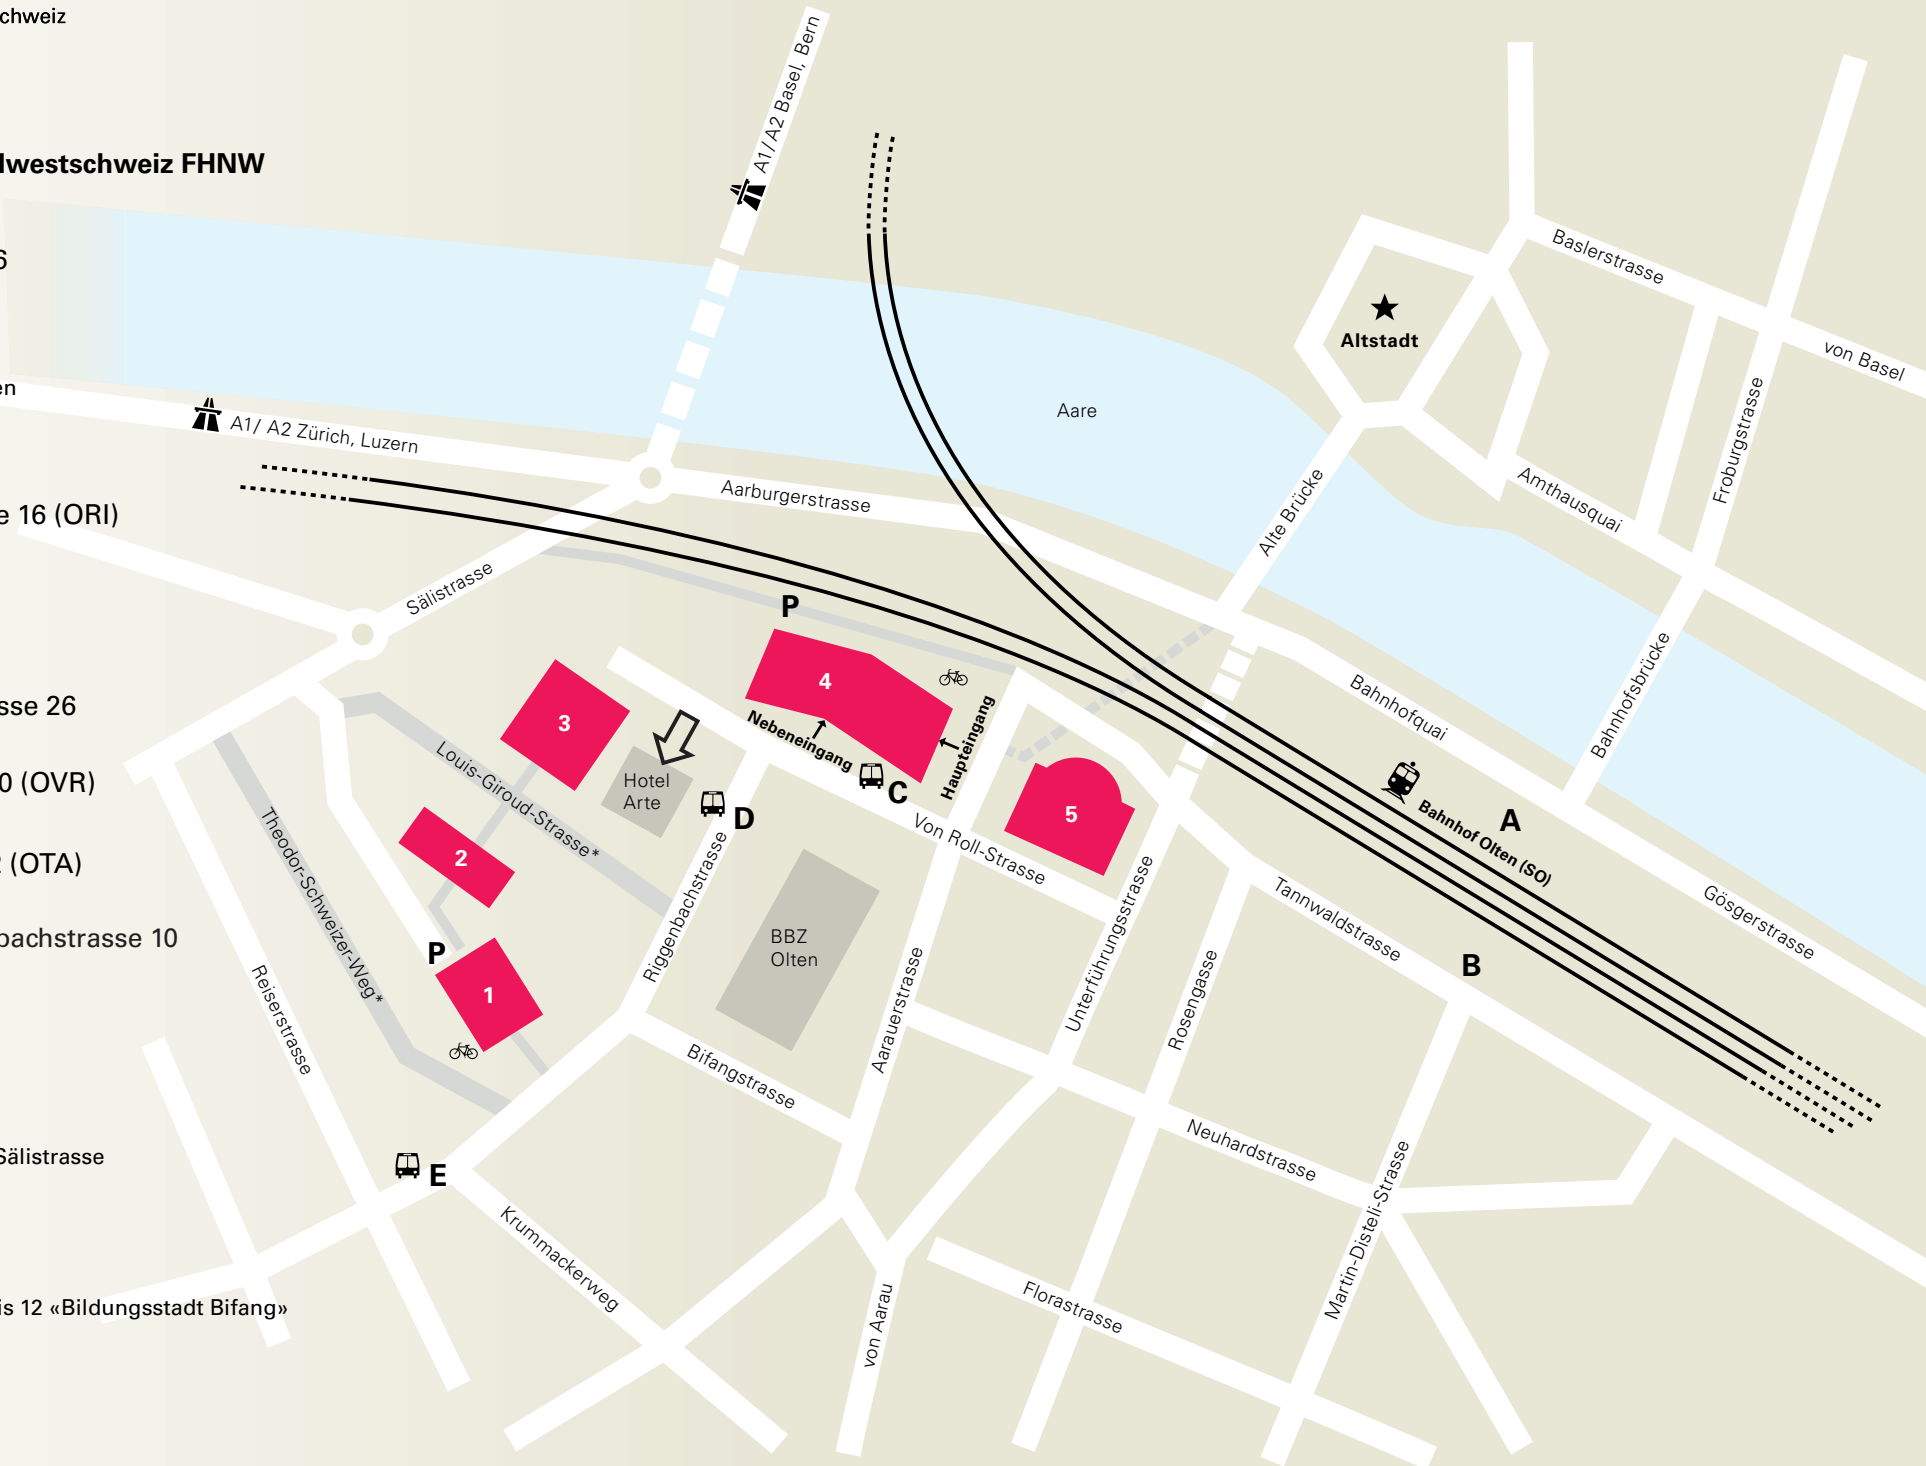 chweiz
lwestschweiz FHNW
6
en
e 16 (ORI)
sse 26
0 (OVR)
(OTA)
bachstrasse 10
Sälistrasse
is 12 «Bildungsstadt Bifang»
A1/A2 Basel, Bern
A1/ A2 Zürich, Luzern
Aarburgerstrasse
Sälistrasse
Aare
Altstadt
Baslerstrasse
von Basel
Froburgstrasse
Amthausquai
Alte Brücke
Bahnhofsbrücke
Bahnhofquai
Gösgerstrasse
A
Bahnhof Olten (SO)
B
Tannwaldstrasse
P
4
Nebeneingang
Haupteingang
C
5
3
Hotel
Arte
D
Louis-Giroud-Strasse*
2
Von Roll-Strasse
Theodor-Schweizer-Weg*
Reiserstrasse
P
1
Riggenbachstrasse
BBZ
Olten
Aarauerstrasse
Unterführungsstrasse
Rosengasse
Bifangstrasse
E
Krummackerweg
Neuhardstrasse
Martin-Disteli-Strasse
Florastrasse
von Aarau